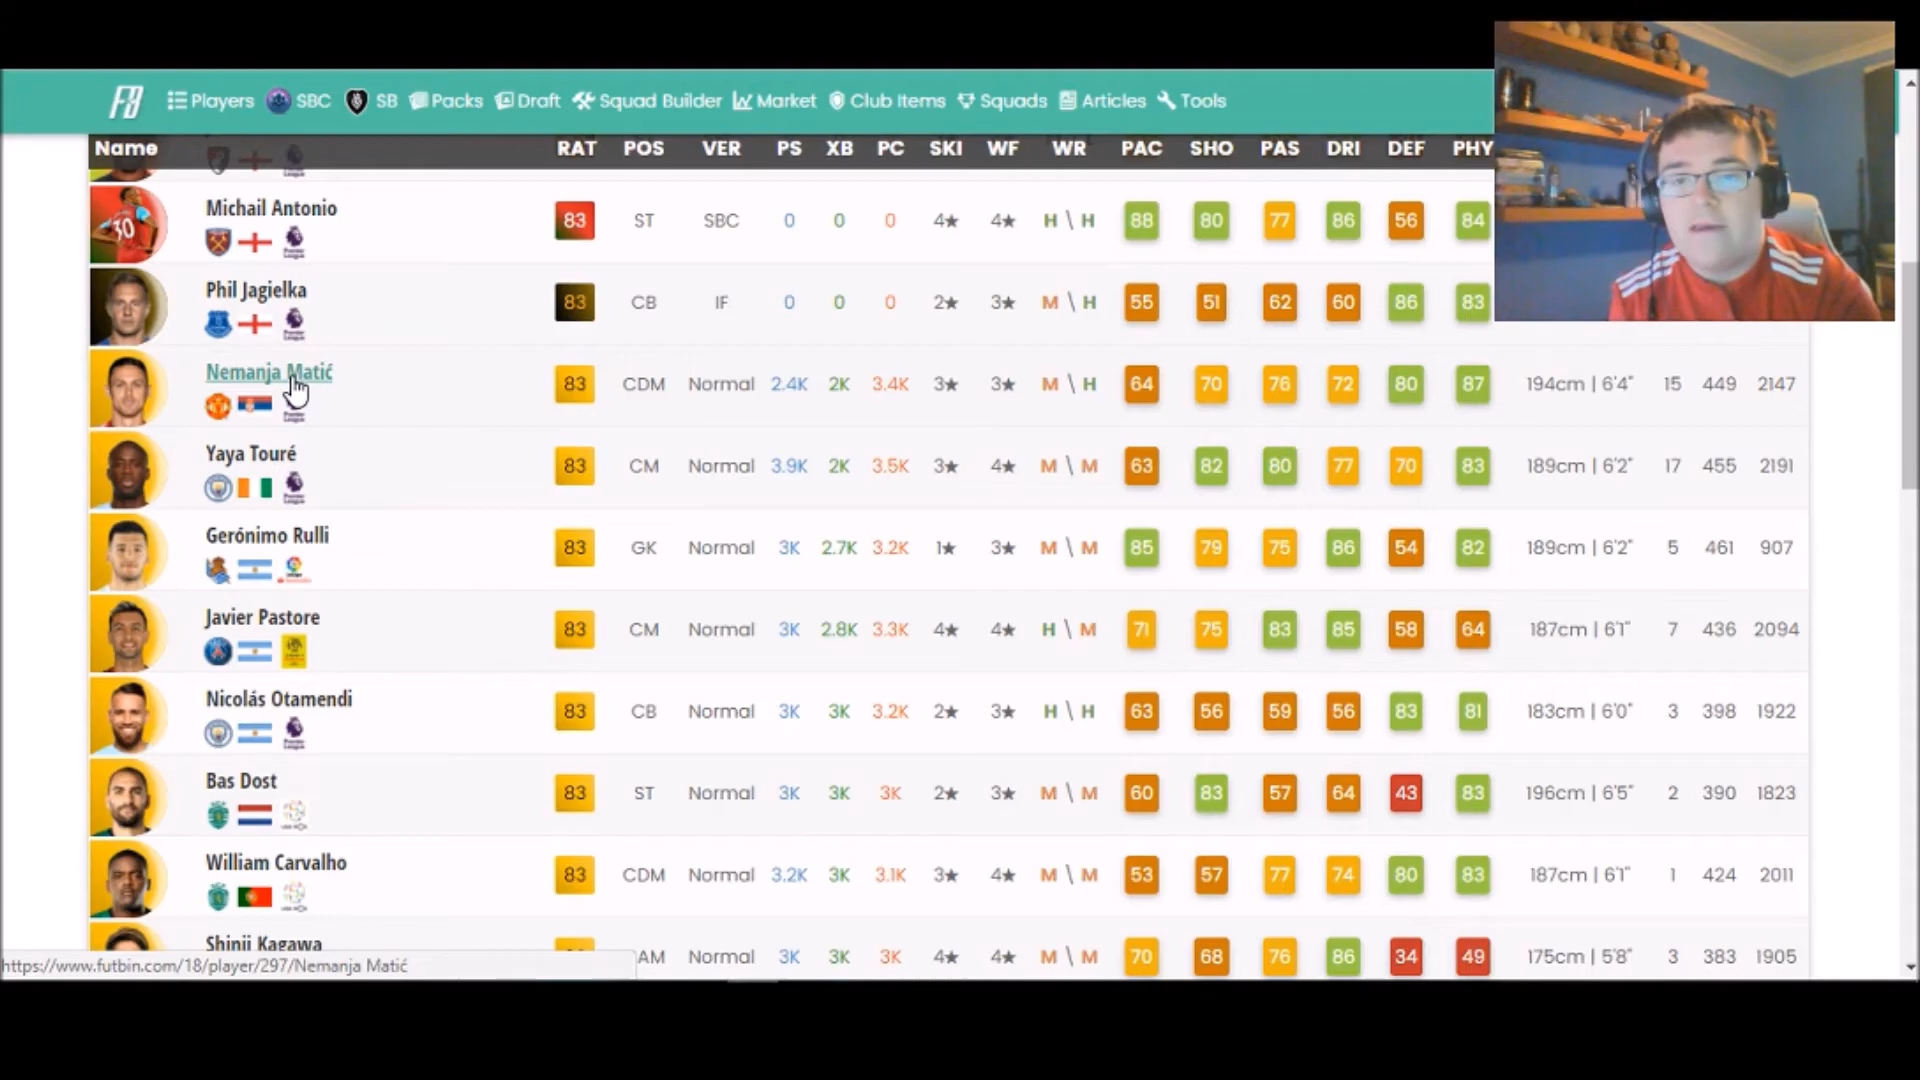 Players SBC SB Packs Draft Squad Builder Market Club Items Squads Articles Tools
Name RAT POS VER PS XB PC SKI WF WR PAC SHO PAS DRI DEF PHY
Michail Antonio 83 ST SBC 0 0 0 4★ 4★ H \ H 88 80 77 86 56 84
Phil Jagielka 83 CB IF 0 0 0 2★ 3★ M \ H 55 51 62 60 86 83
Nemanja Matić 83 CDM Normal 2.4K 2K 3.4K 3★ 3★ M \ H 64 70 76 72 80 87 194cm | 6'4" 15 449 2147
Yaya Touré 83 CM Normal 3.9K 2K 3.5K 3★ 4★ M \ M 63 82 80 77 70 83 189cm | 6'2" 17 455 2191
Gerónimo Rulli 83 GK Normal 3K 2.7K 3.2K 1★ 3★ M \ M 85 79 75 86 54 82 189cm | 6'2" 5 461 907
Javier Pastore 83 CM Normal 3K 2.8K 3.3K 4★ 4★ H \ M 71 75 83 85 58 64 187cm | 6'1" 7 436 2094
Nicolás Otamendi 83 CB Normal 3K 3K 3.2K 2★ 3★ H \ H 63 56 59 56 83 81 183cm | 6'0" 3 398 1922
Bas Dost 83 ST Normal 3K 3K 3K 2★ 3★ M \ M 60 83 57 64 43 83 196cm | 6'5" 2 390 1823
William Carvalho 83 CDM Normal 3.2K 3K 3.1K 3★ 4★ M \ M 53 57 77 74 80 83 187cm | 6'1" 1 424 2011
Shinji Kagawa AM Normal 3K 3K 3K 4★ 4★ M \ M 70 68 76 86 34 49 175cm | 5'8" 3 383 1905
https://www.futbin.com/18/player/297/Nemanja Matić